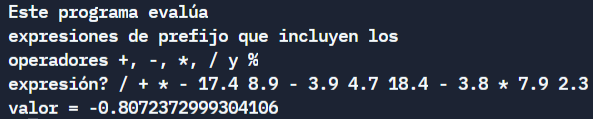 Este programa evalúa
expresiones de prefijo que incluyen los
operadores +, -, *, / y %
expresión? / + * - 17.4 8.9 - 3.9 4.7 18.4 - 3.8 * 7.9 2.3
valor = -0.8072372999304106